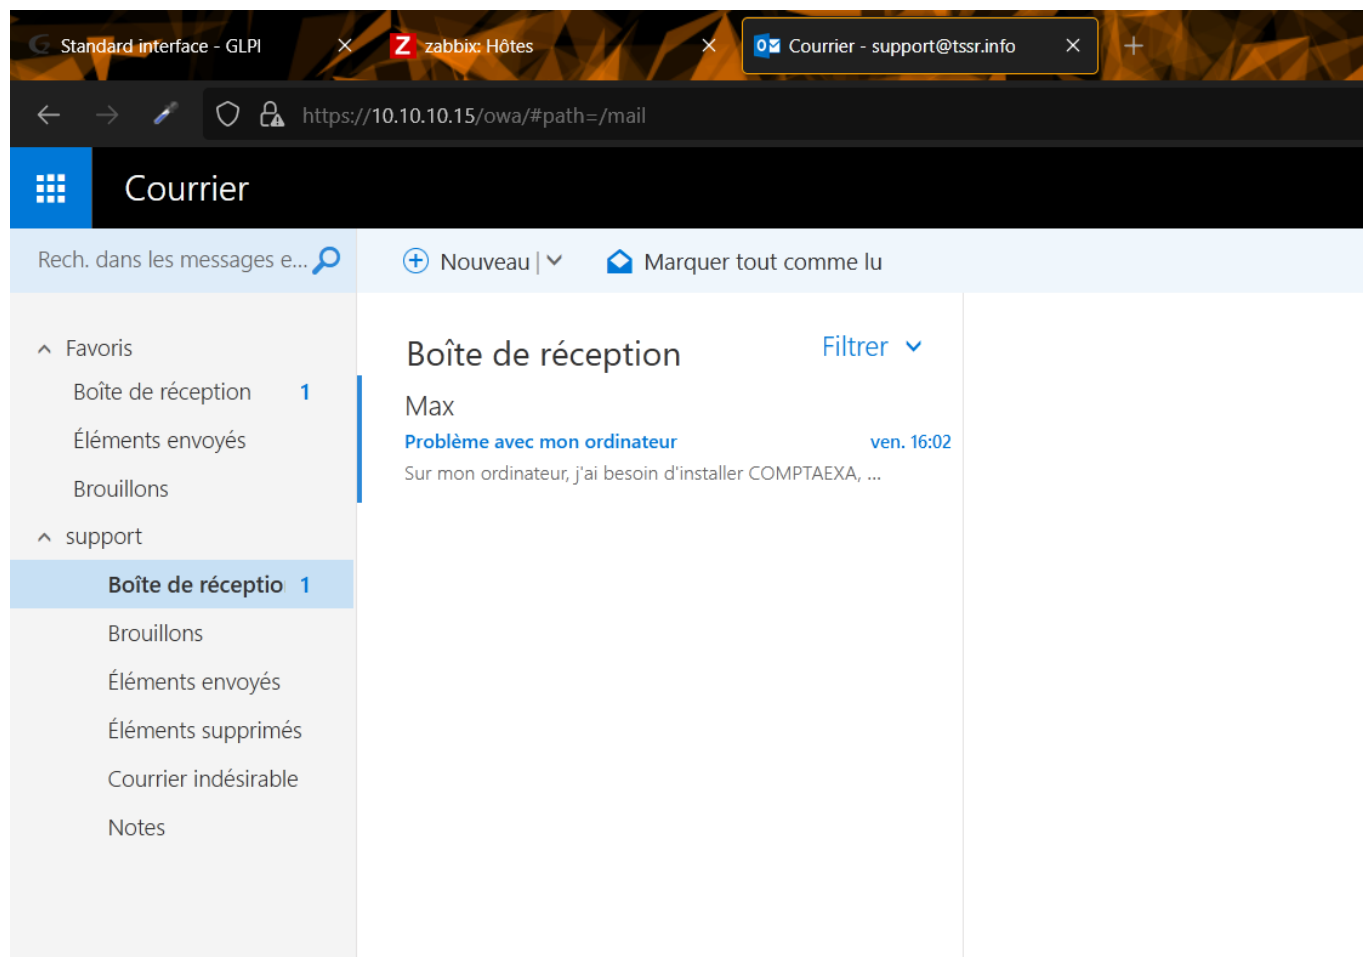 Standard interface - GLPI
Z zabbix: Hôtes
Courrier - support@tssr.info
https://10.10.10.15/owa/#path=/mail
Courrier
Rech. dans les messages e...
Nouveau
Marquer tout comme lu
Favoris
Boîte de réception 1
Éléments envoyés
Brouillons
support
Boîte de réceptio 1
Brouillons
Éléments envoyés
Éléments supprimés
Courrier indésirable
Notes
Boîte de réception
Filtrer
Max
Problème avec mon ordinateur ven. 16:02
Sur mon ordinateur, j'ai besoin d'installer COMPTAEXA, ...